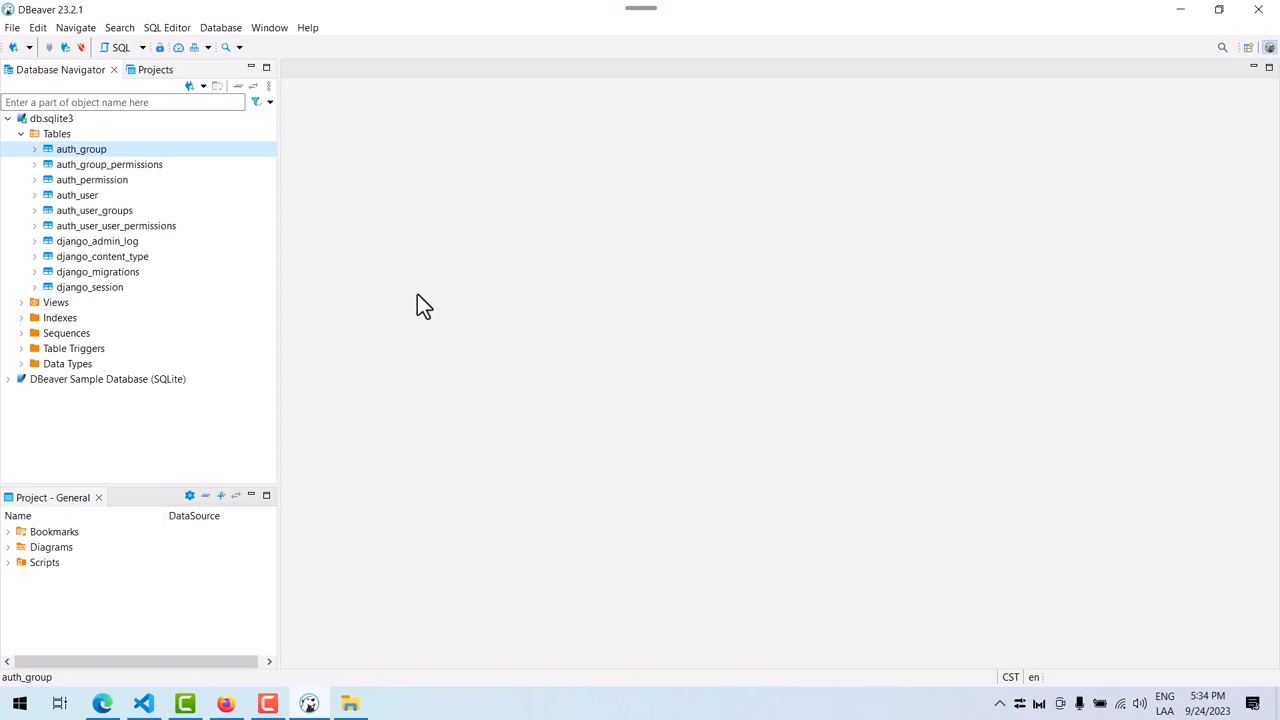 DBeaver 23.2.1
File Edit Navigate Search SQL Editor Database Window Help
SQL
Database Navigator Projects
Enter a part of object name here
db.sqlite3
Tables
auth_group
auth_group_permissions
auth_permission
auth_user
auth_user_groups
auth_user_user_permissions
django_admin_log
django_content_type
django_migrations
django_session
Views
Indexes
Sequences
Table Triggers
Data Types
DBeaver Sample Database (SQLite)
Project - General
Name DataSource
Bookmarks
Diagrams
Scripts
auth_group CST en
ENG 5:34 PM
LAA 9/24/2023